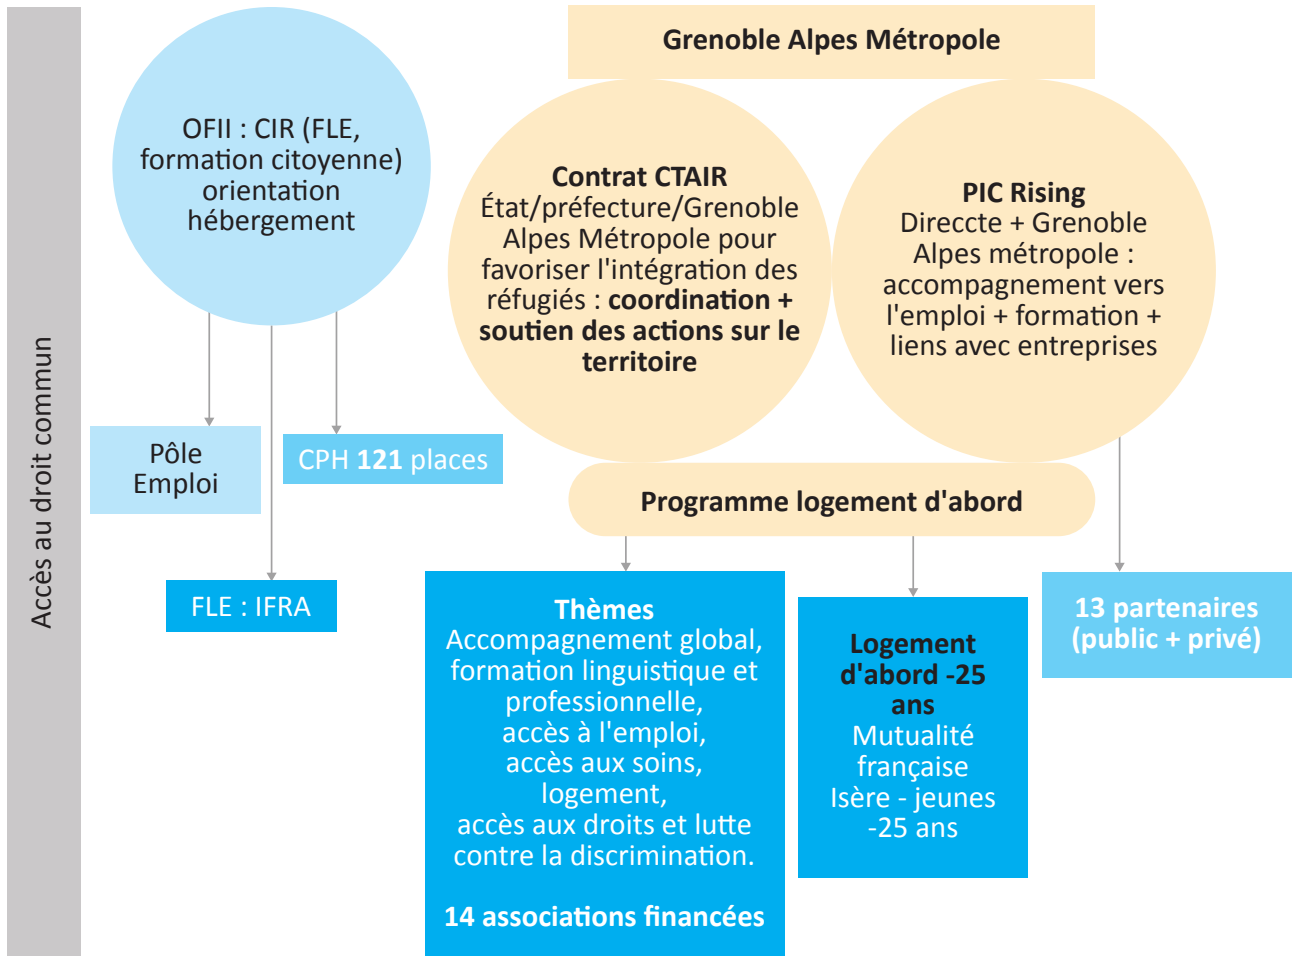 Accès au droit commun
OFII : CIR (FLE,
formation citoyenne)
orientation
hébergement
Pôle
Emploi
CPH 121 places
FLE : IFRA
Grenoble Alpes Métropole
Contrat CTAIR
État/préfecture/Grenoble
Alpes Métropole pour
favoriser l'intégration des
réfugiés : coordination +
soutien des actions sur le
territoire
PIC Rising
Direccte + Grenoble
Alpes métropole :
accompagnement vers
l'emploi + formation +
liens avec entreprises
Programme logement d'abord
Thèmes
Accompagnement global,
formation linguistique et
professionnelle,
accès à l'emploi,
accès aux soins,
logement,
accès aux droits et lutte
contre la discrimination.
14 associations financées
Logement
d'abord -25
ans
Mutualité
française
Isère - jeunes
-25 ans
13 partenaires
(public + privé)